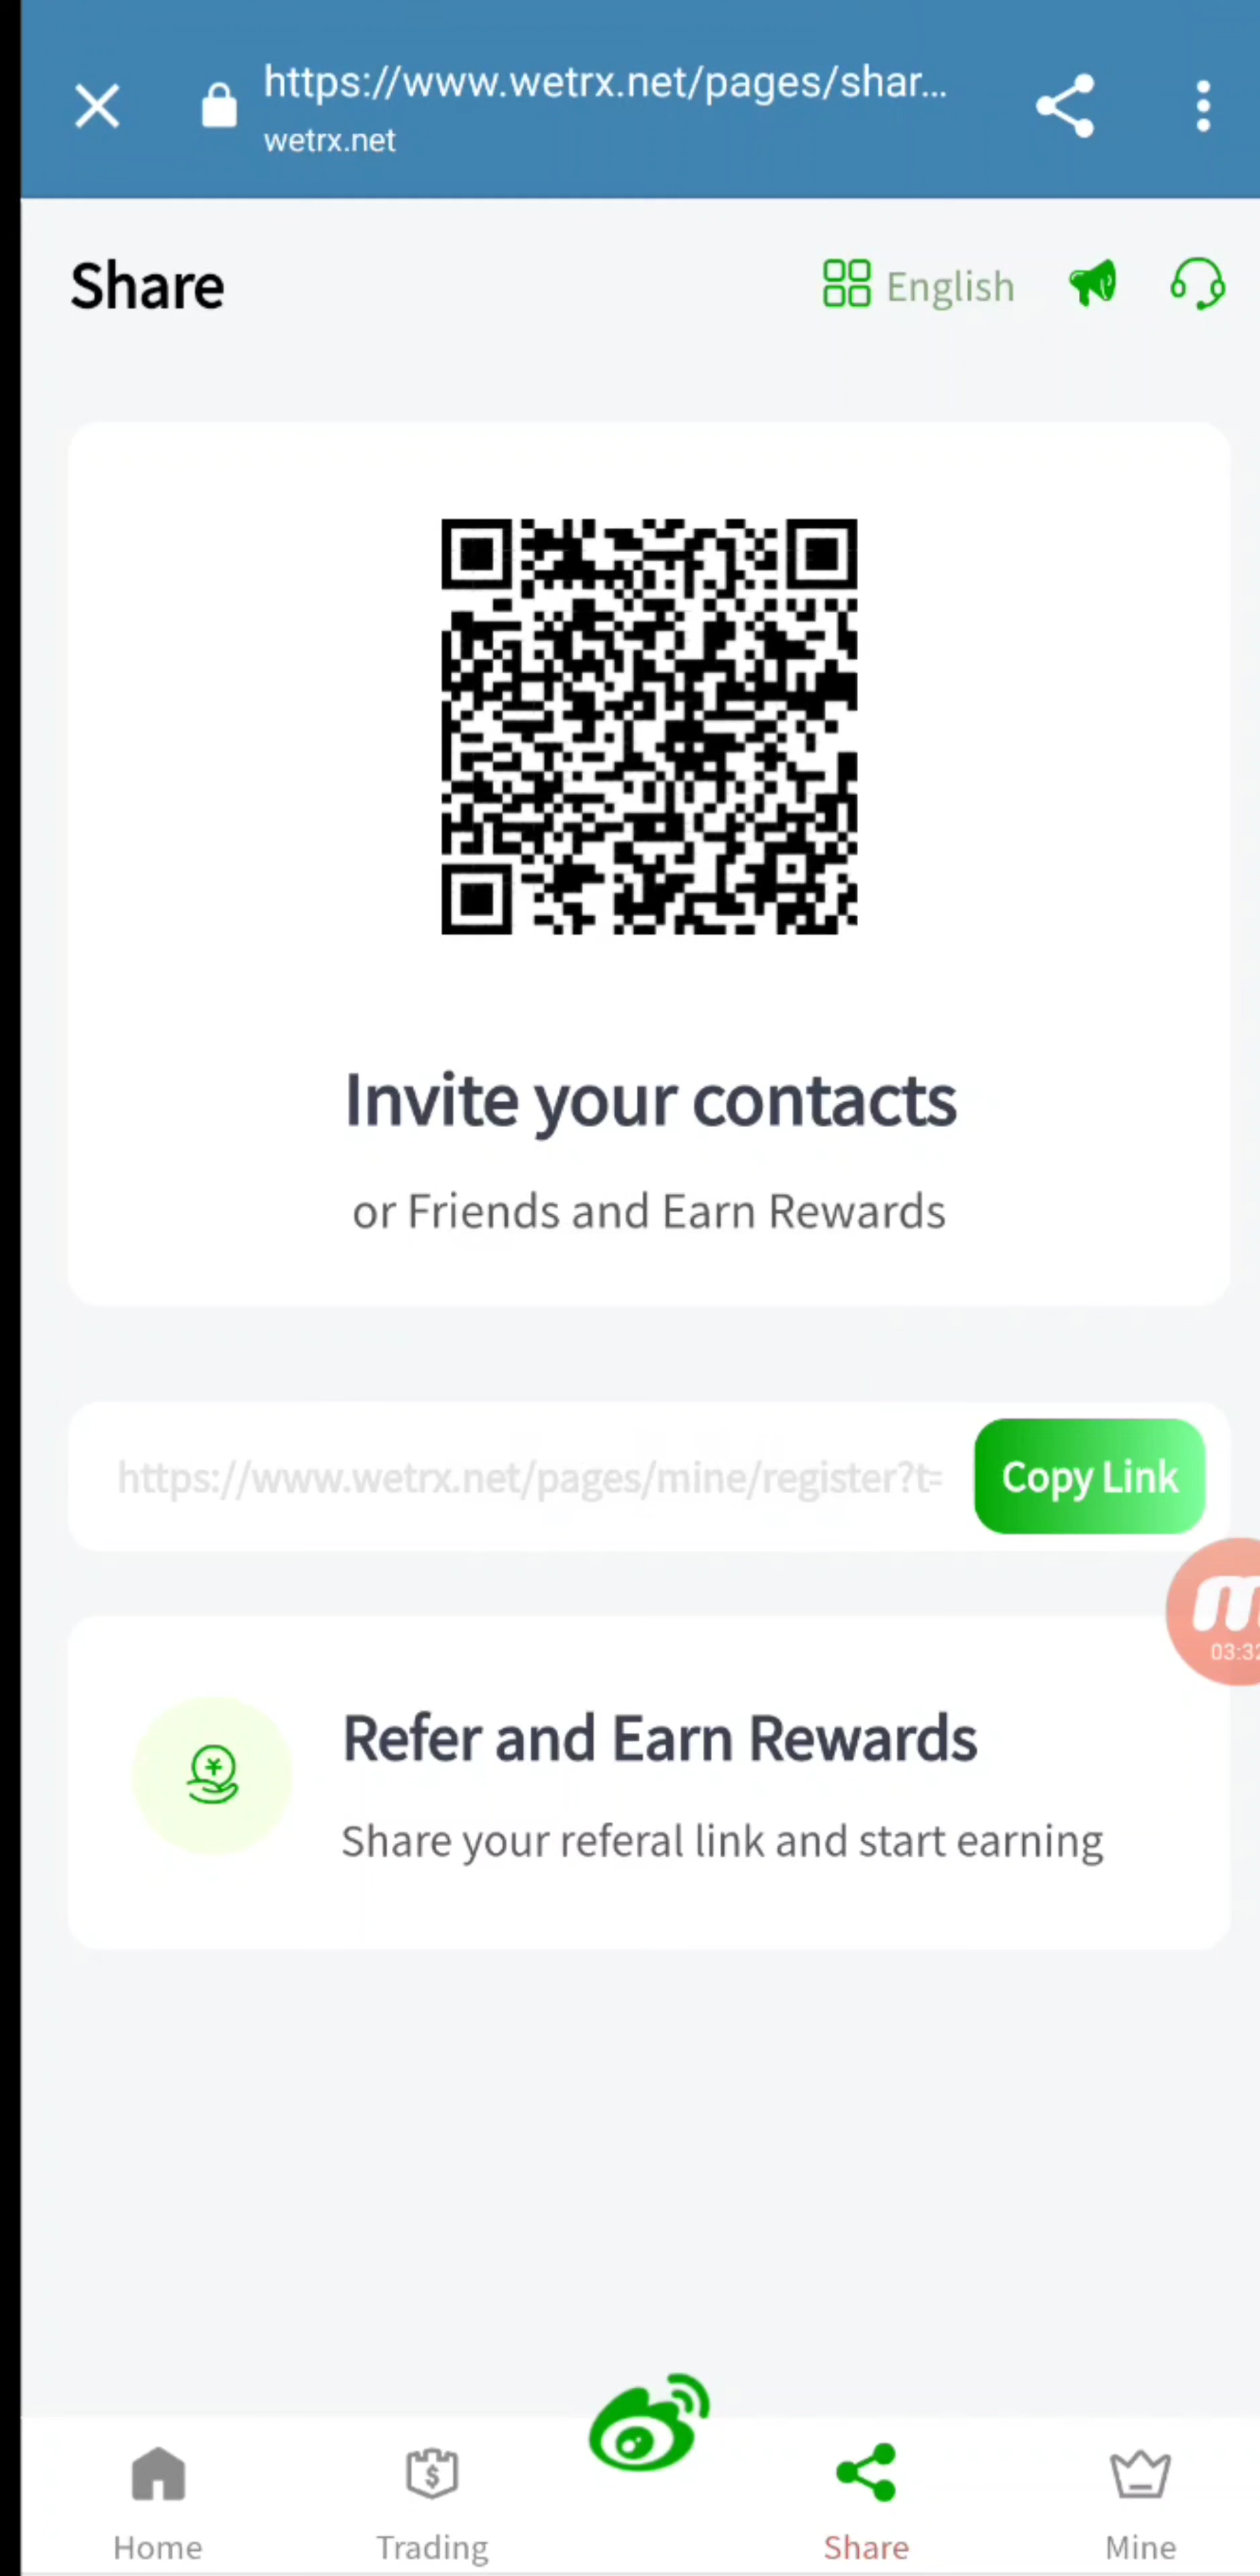 https://www.wetrx.net/pages/shar...
wetrx.net
Share
English
Invite your contacts
or Friends and Earn Rewards
https://www.wetrx.net/pages/mine/register?t=
Copy Link
03:32
Refer and Earn Rewards
Share your referal link and start earning
Home
Trading
Share
Mine